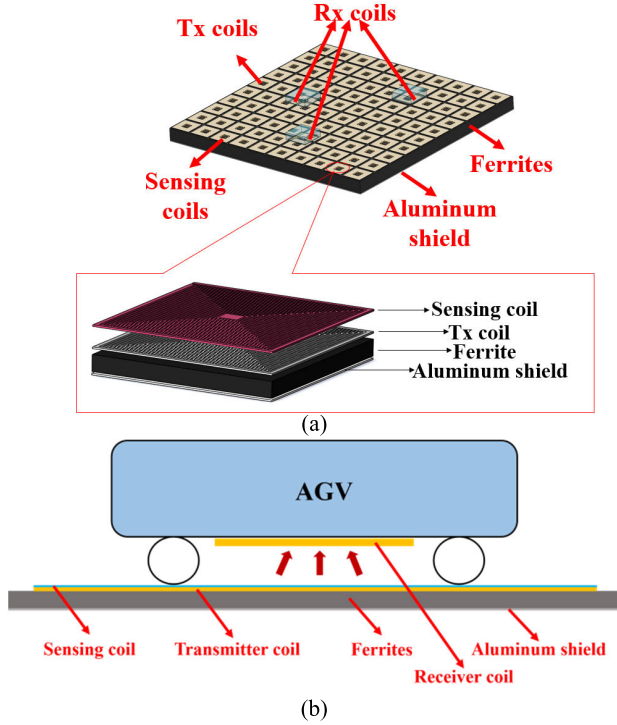 Rx coils
Tx coils
Sensing
coils
Ferrites
Aluminum
shield
Sensing coil
Tx coil
Ferrite
Aluminum shield
(a)
AGV
Sensing coil
Transmitter coil
Ferrites
Aluminum shield
Receiver coil
(b)